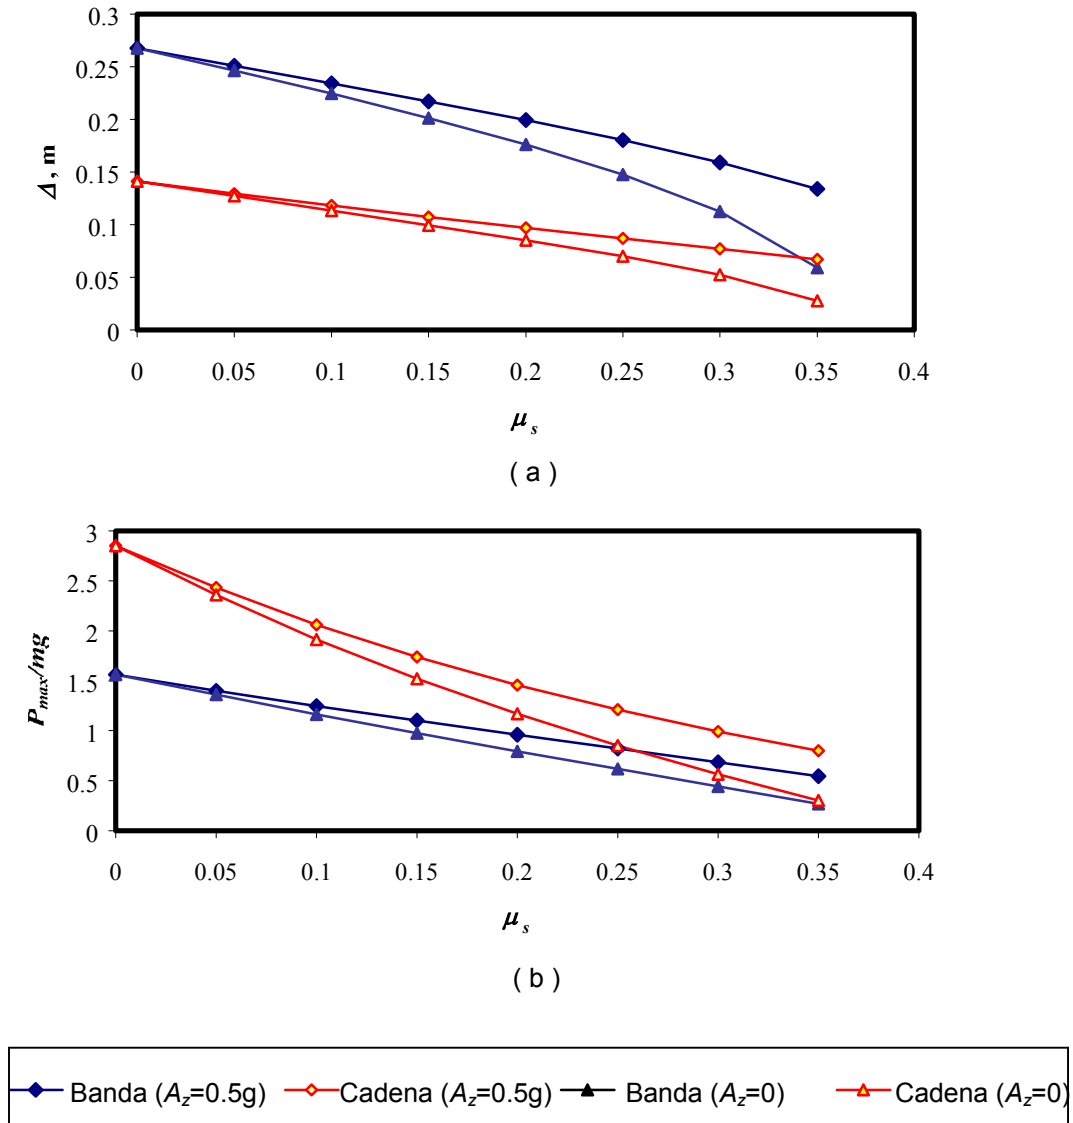 0.3
0.25
0.2
0.15
0.1
0.05
0
Δ, m
0 0.05 0.1 0.15 0.2 0.25 0.3 0.35 0.4
μs
( a )
3
2.5
2
1.5
1
0.5
0
Pmax/mg
0 0.05 0.1 0.15 0.2 0.25 0.3 0.35 0.4
μs
( b )
Banda (Az=0.5g) Cadena (Az=0.5g) Banda (Az=0) Cadena (Az=0)